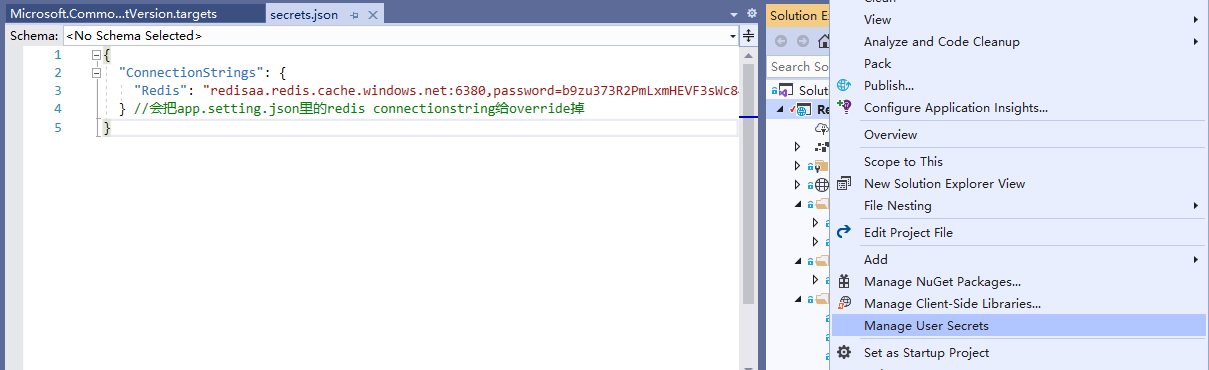 Microsoft.Commo...tVersion.targets
secrets.json
Schema: <No Schema Selected>
1 {
2 "ConnectionStrings": {
3 "Redis": "redisaa.redis.cache.windows.net:6380,password=b9zu373R2PmLxmHEVF3sWc8
4 } //会把app.setting.json里的redis connectionstring给override掉
5 }
Solution Ex
Search So
Solut
Re
View
Analyze and Code Cleanup
Pack
Publish...
Configure Application Insights...
Overview
Scope to This
New Solution Explorer View
File Nesting
Edit Project File
Add
Manage NuGet Packages...
Manage Client-Side Libraries...
Manage User Secrets
Set as Startup Project